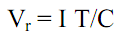 Vr = I T/C